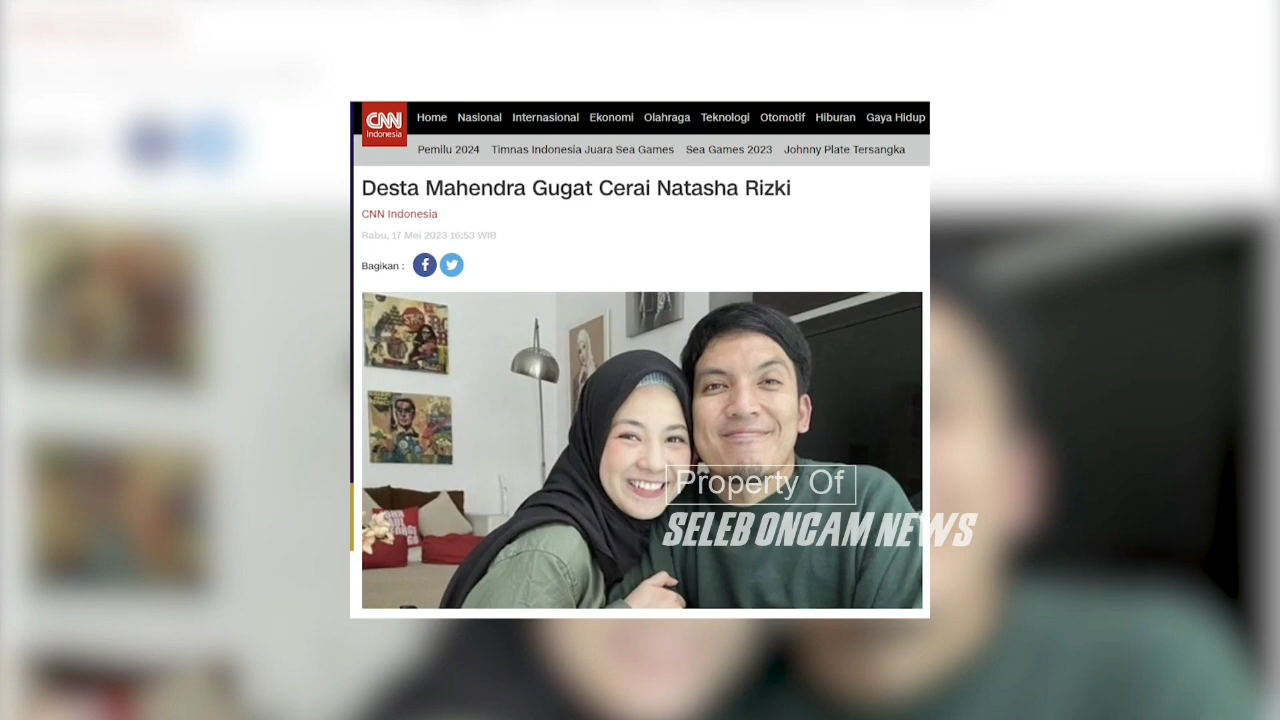 CNN
Indonesia
Home Nasional Internasional Ekonomi Olahraga Teknologi Otomotif Hiburan Gaya Hidup
Pemilu 2024 Timnas Indonesia Juara Sea Games Sea Games 2023 Johnny Plate Tersangka
Desta Mahendra Gugat Cerai Natasha Rizki
CNN Indonesia
Rabu, 17 Mei 2023 16:53 WIB
Bagikan :
Property Of
SELEB ONCAM NEWS